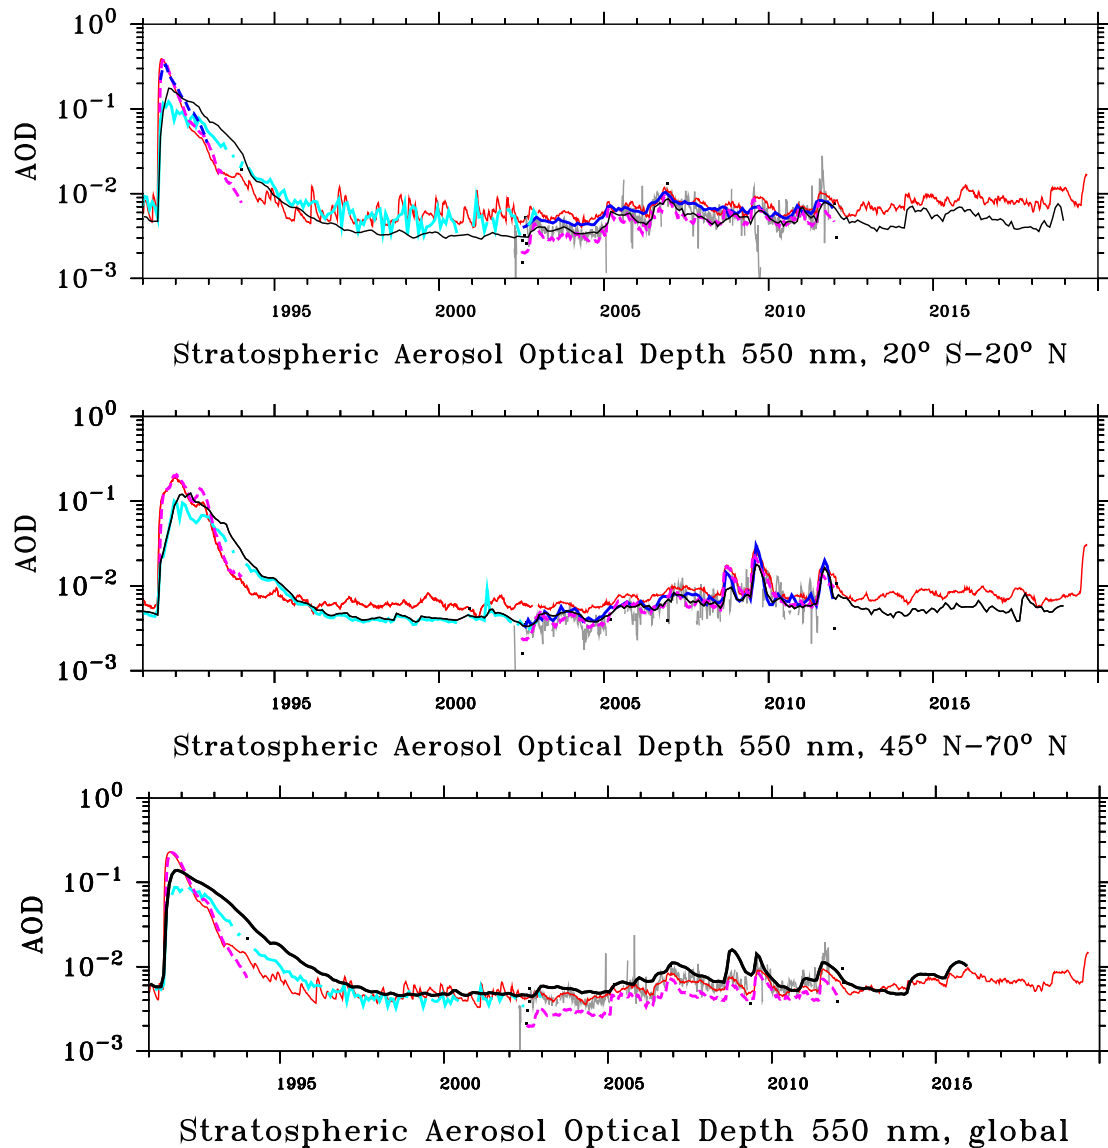 10⁰
10⁻¹
10⁻²
10⁻³
AOD
1995 2000 2005 2010 2015
Stratospheric Aerosol Optical Depth 550 nm, 20° S−20° N
10⁰
10⁻¹
10⁻²
10⁻³
AOD
1995 2000 2005 2010 2015
Stratospheric Aerosol Optical Depth 550 nm, 45° N−70° N
10⁰
10⁻¹
10⁻²
10⁻³
AOD
1995 2000 2005 2010 2015
Stratospheric Aerosol Optical Depth 550 nm, global